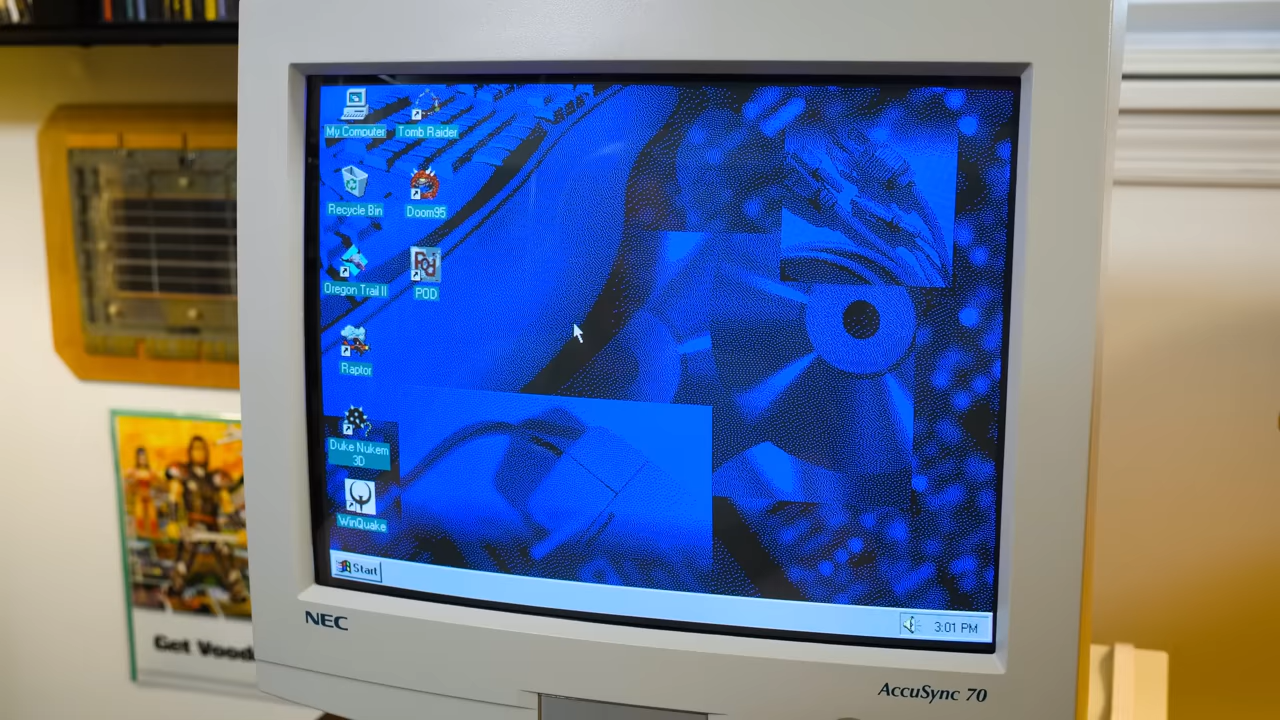 My Computer
Tomb Raider
Recycle Bin
Doom95
Oregon Trail II
POD
POD
Raptor
Duke Nukem
3D
WinQuake
Start
3:01 PM
NEC
AccuSync 70
Get Vood